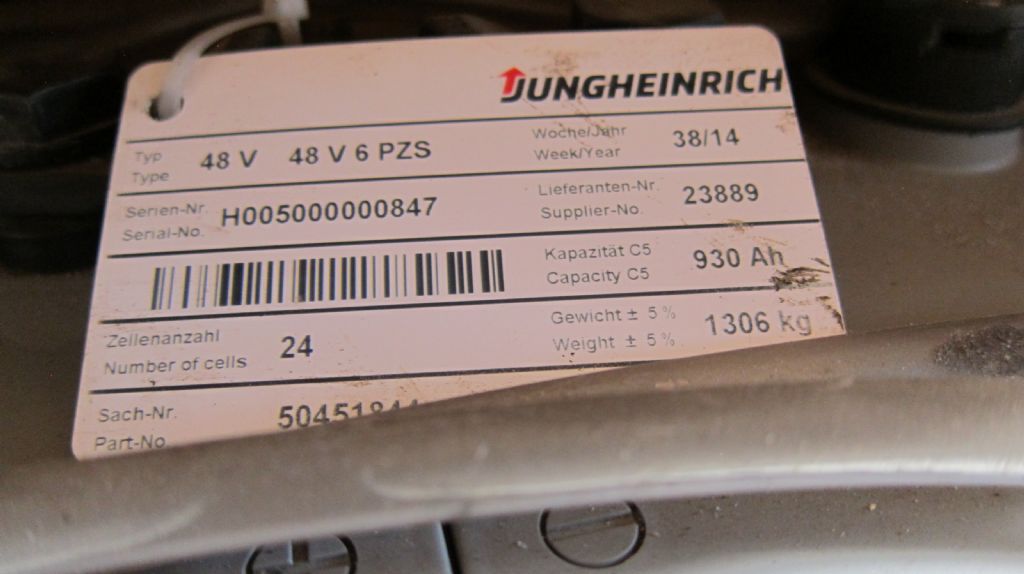 JUNGHEINRICH
Typ 48 V 48 V 6 PZS Woche/Jahr 38/14
Type Week/Year
Serien-Nr. H005000000847 Lieferanten-Nr. 23889
Serial-No. Supplier-No.
Kapazität C5 930 Ah
Capacity C5
Zellenanzahl 24 Gewicht ± 5 % 1306 kg
Number of cells Weight ± 5 %
Sach-Nr.
Part-No